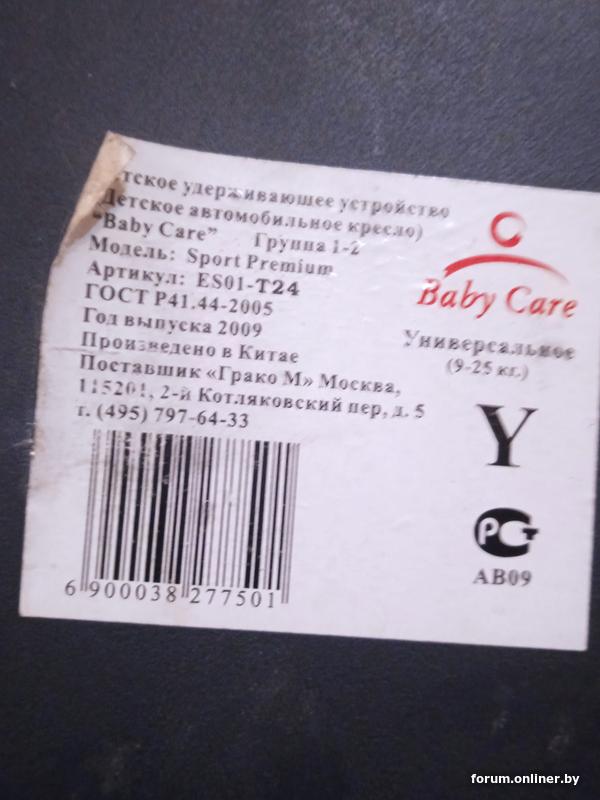 тское удерживающее устройство
Детское автомобильное кресло)
"Baby Care" Группа 1-2
Модель: Sport Premium
Артикул: ES01-T24
ГОСТ Р41.44-2005
Год выпуска 2009
Произведено в Китае
Поставщик «Грако М» Москва,
115201, 2-й Котляковский пер, д. 5
т. (495) 797-64-33
6 900038 277501
Baby Care
Универсальное
(9-25 кг.)
Y
РСТ
АВ09
forum.onliner.by